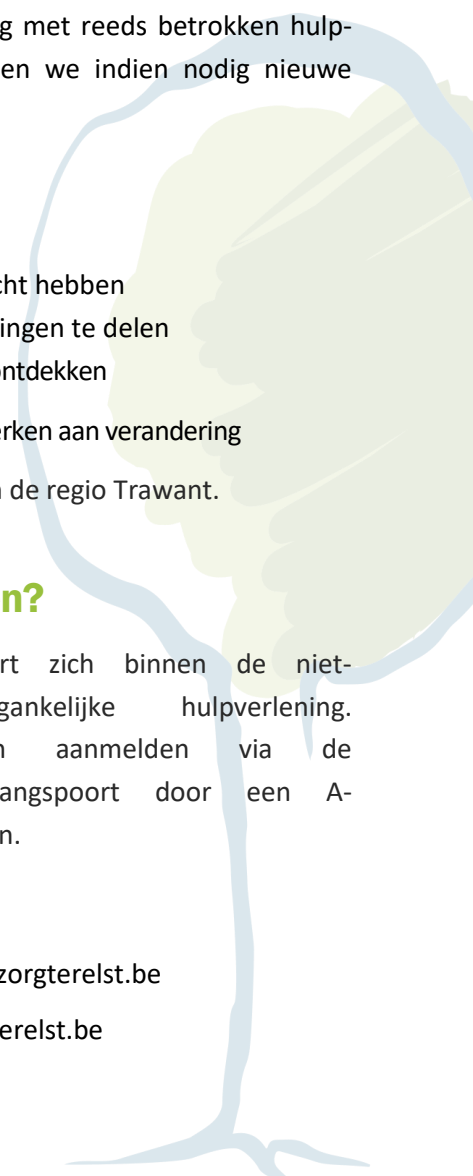 g met reeds betrokken hulp-
en we indien nodig nieuwe
cht hebben
ingen te delen
ontdekken
erken aan verandering
n de regio Trawant.
n?
rt zich binnen de niet-
gankelijke hulpverlening.
n aanmelden via de
angspoort door een A-
n.
zorgterelst.be
erelst.be